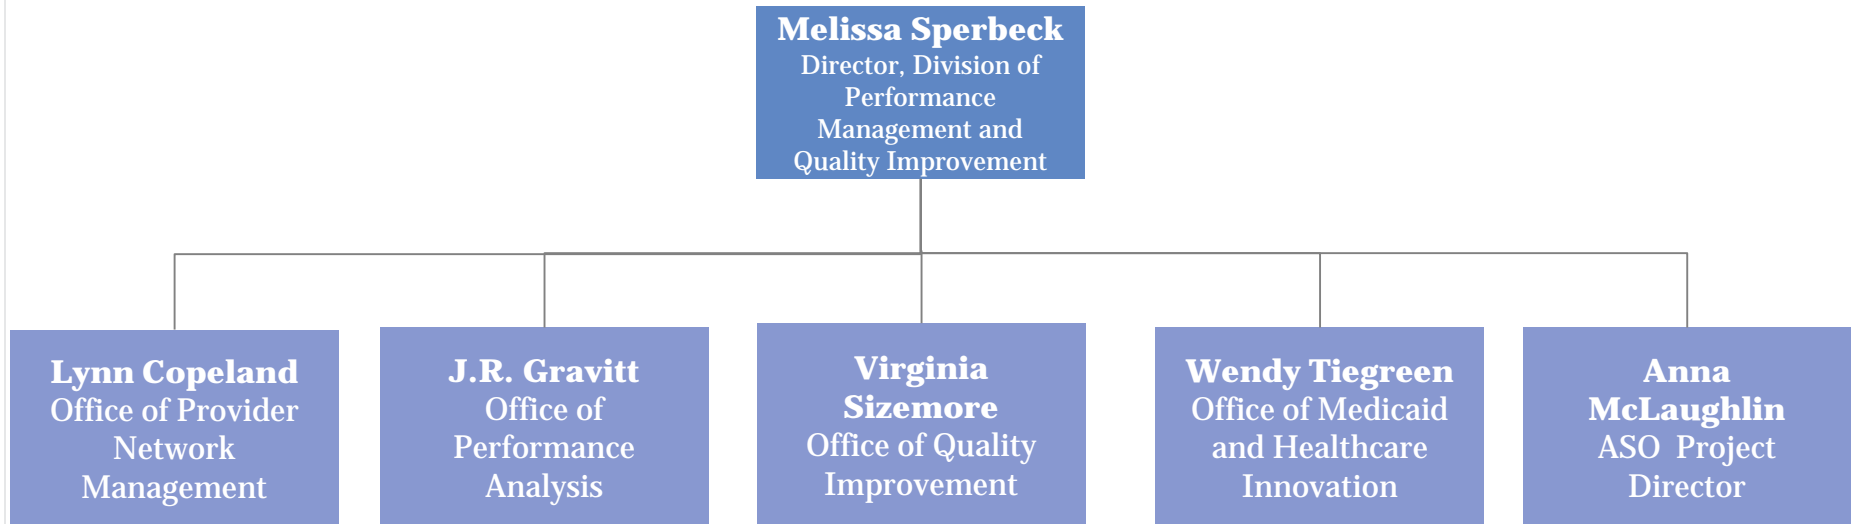 Melissa Sperbeck
Director, Division of
Performance
Management and
Quality Improvement
Lynn Copeland
Office of Provider
Network
Management
J.R. Gravitt
Office of
Performance
Analysis
Virginia
Sizemore
Office of Quality
Improvement
Wendy Tiegreen
Office of Medicaid
and Healthcare
Innovation
Anna
McLaughlin
ASO  Project
Director